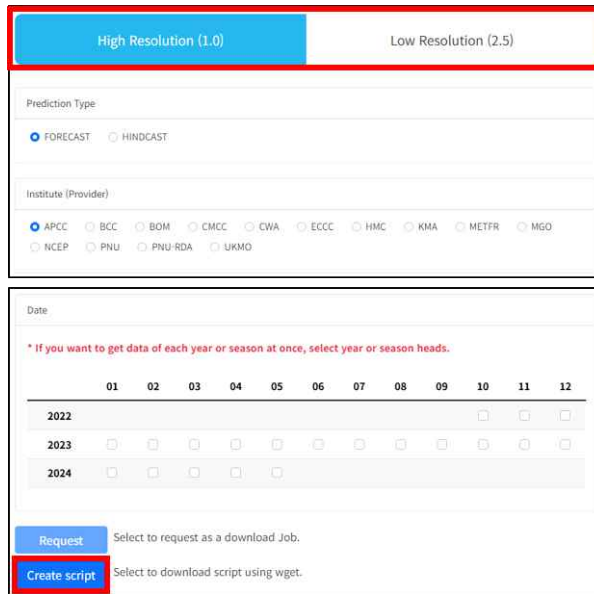 High Resolution (1.0) Low Resolution (2.5)
Prediction Type
FORECAST HINDCAST
Institute (Provider)
APCC BCC BOM CMCC CWA ECCC HMC KMA METFR MGO
NCEP PNU PNU-RDA UKMO
Date
* If you want to get data of each year or season at once, select year or season heads.
01 02 03 04 05 06 07 08 09 10 11 12
2022
2023
2024
Request Select to request as a download Job.
Create script Select to download script using wget.